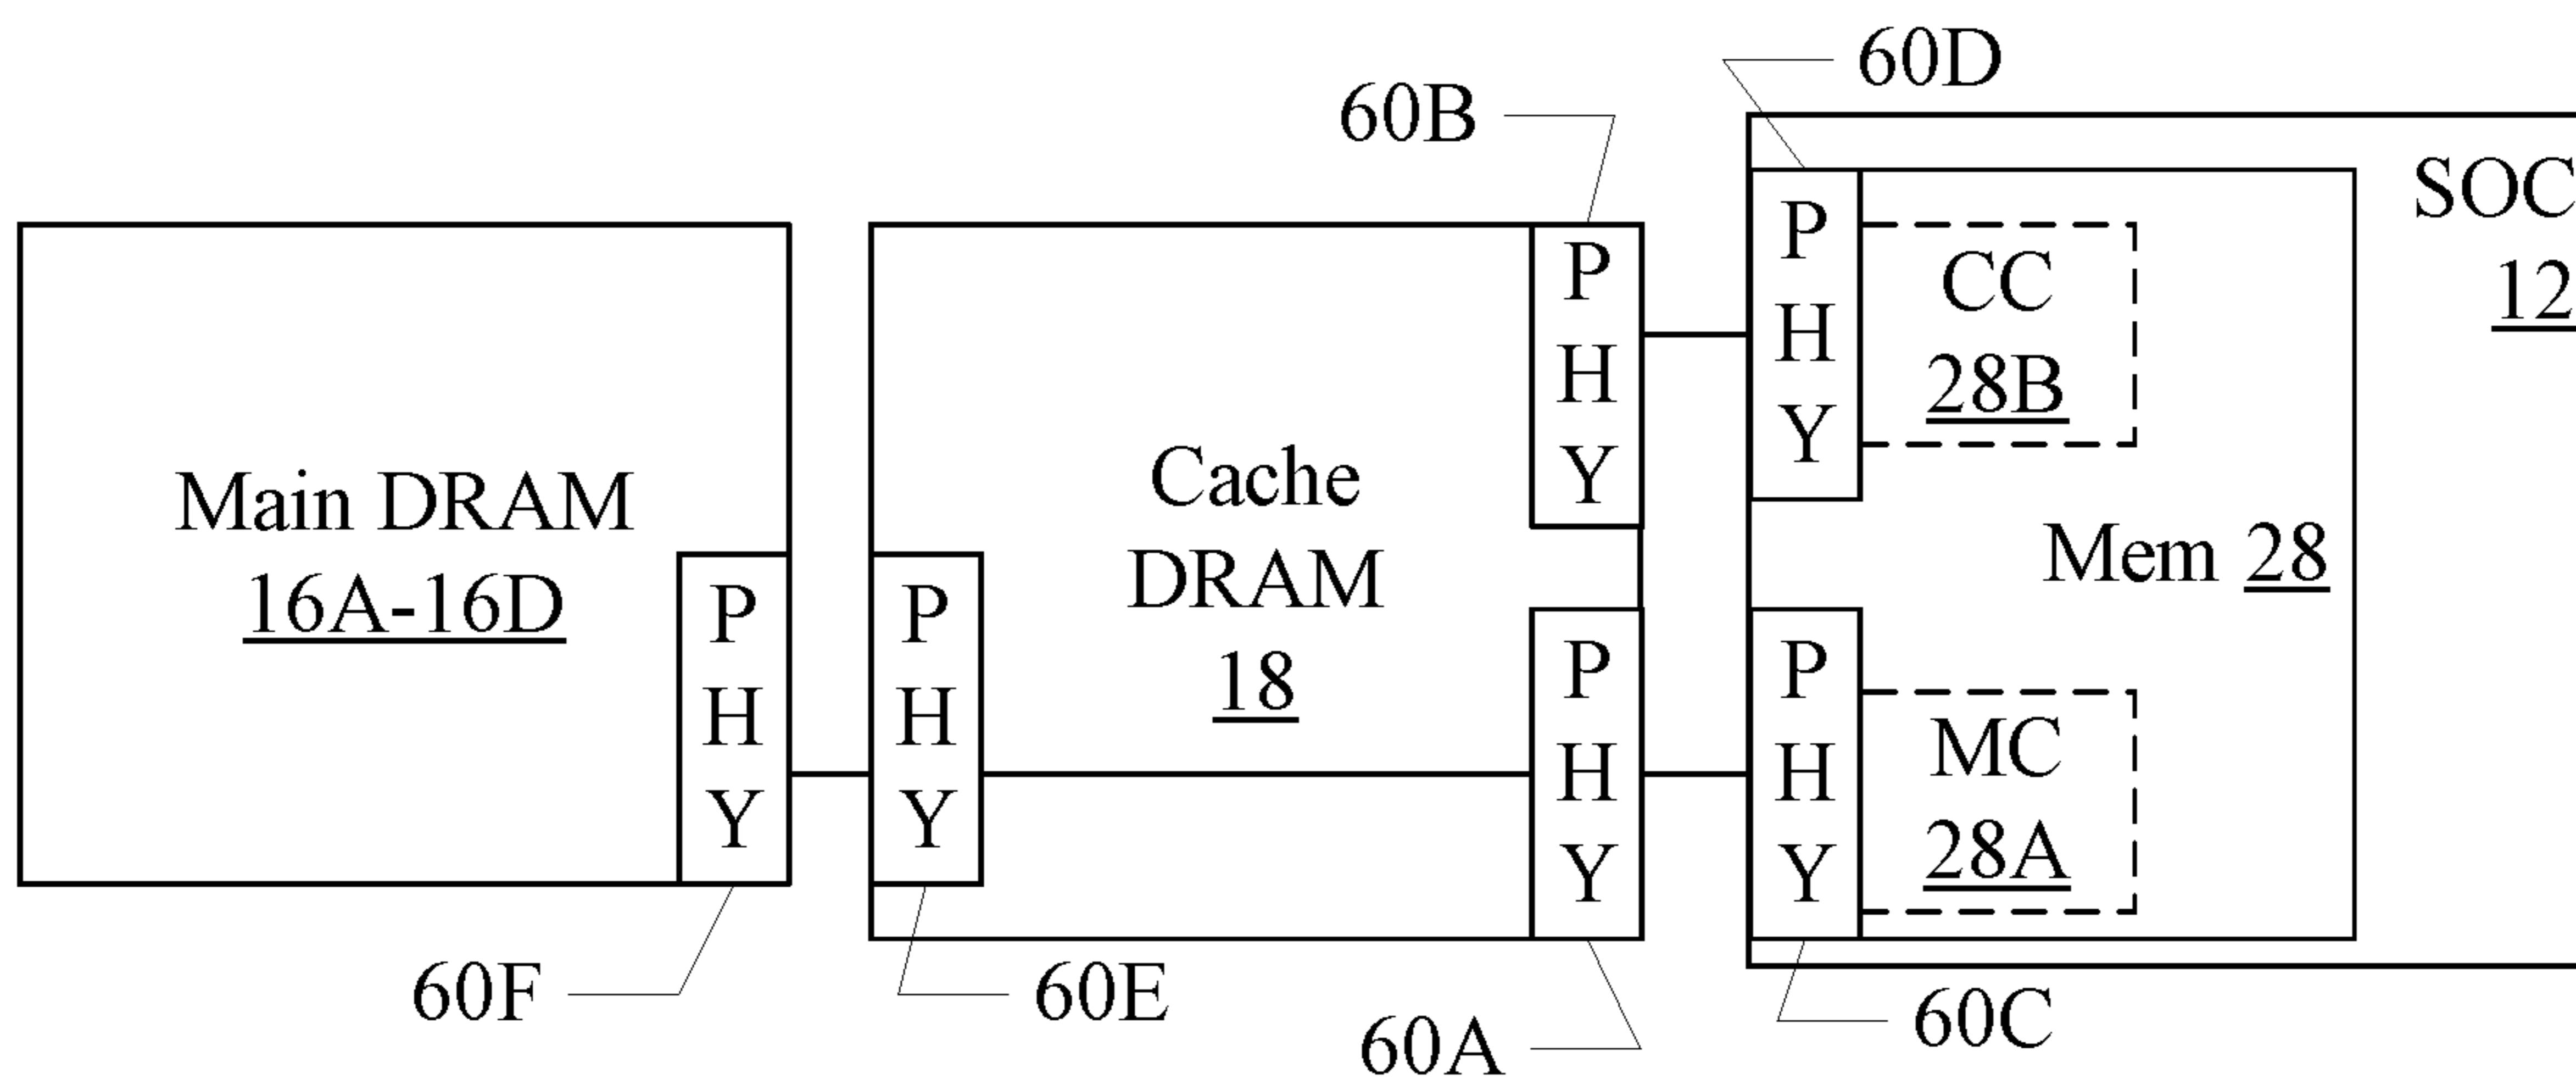 60D
60B
SOC
12
P
H
Y
CC
28B
P
H
Y
Main DRAM
16A-16D
Cache
DRAM
18
Mem 28
P
H
Y
P
H
Y
P
H
Y
P
H
Y
MC
28A
60F
60E
60A
60C